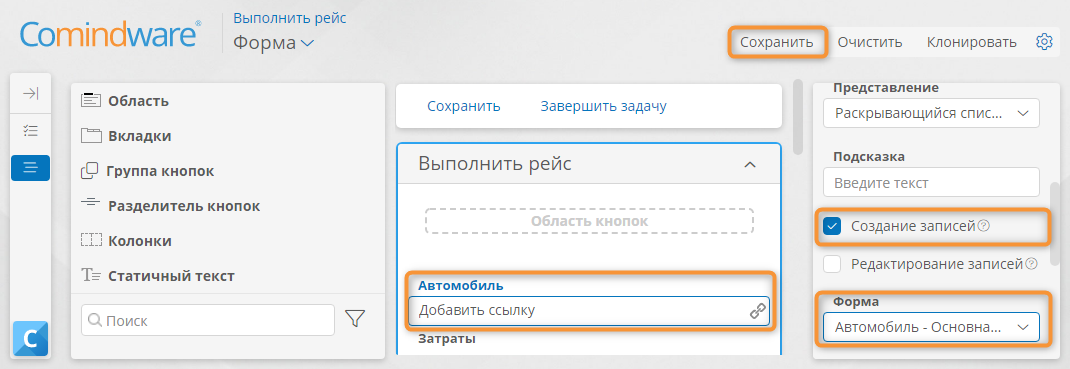 Comindware®
Выполнить рейс
Форма
Сохранить
Очистить
Клонировать
Область
Вкладки
Группа кнопок
Разделитель кнопок
Колонки
Статичный текст
Поиск
C
Сохранить
Завершить задачу
Выполнить рейс
Область кнопок
Автомобиль
Добавить ссылку
Затраты
Представление
Раскрывающийся спис...
Подсказка
Введите текст
Создание записей
Редактирование записей
Форма
Автомобиль - Основна...